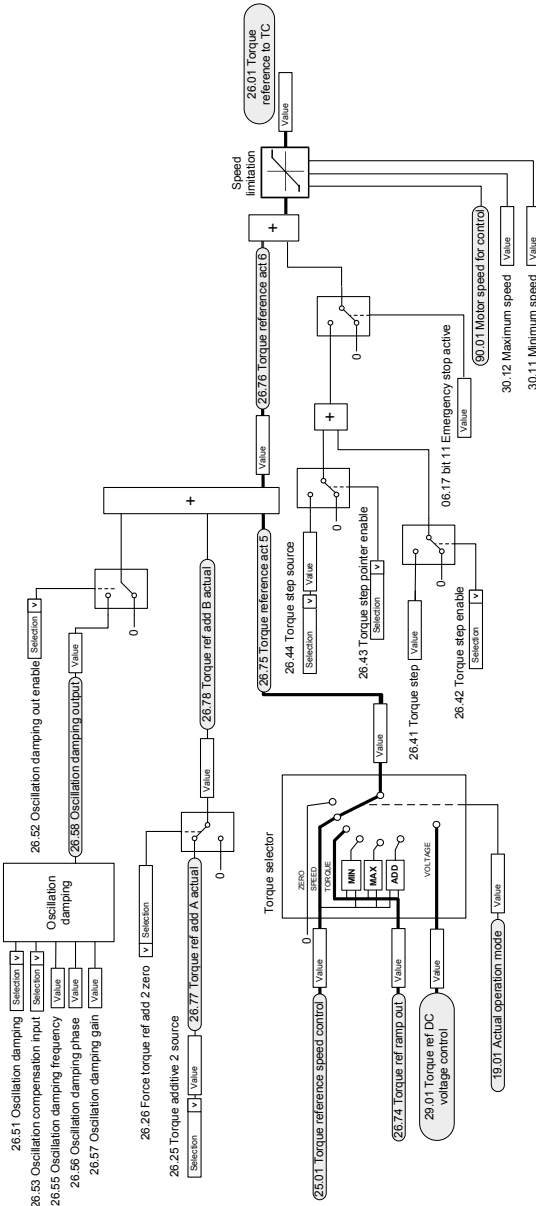 26.51 Oscillation damping
Selection v
26.53 Oscillation compensation input
Selection v
26.55 Oscillation damping frequency
Value
26.56 Oscillation damping phase
Value
26.57 Oscillation damping gain
Value
Oscillation
damping
26.52 Oscillation damping out enable
Selection v
26.58 Oscillation damping output
Value
0
26.26 Force torque ref add 2 zero
v Selection
26.25 Torque additive 2 source
Selection v
Value
26.77 Torque ref add A actual
0
Value
26.78 Torque ref add B actual
+
26.75 Torque reference act 5
Value
26.76 Torque reference act 6
+
Speed
limitation
Value
26.01 Torque
reference to TC
26.44 Torque step source
Selection v
Value
0
26.43 Torque step pointer enable
Selection v
26.41 Torque step
Value
0
26.42 Torque step enable
Selection v
+
0
06.17 bit 11 Emergency stop active
Value
90.01 Motor speed for control
30.12 Maximum speed
Value
30.11 Minimum speed
Value
Torque selector
0
ZERO
SPEED
TORQUE
MIN
MAX
ADD
VOLTAGE
Value
25.01 Torque reference speed control
Value
26.74 Torque ref ramp out
Value
29.01 Torque ref DC
voltage control
Value
19.01 Actual operation mode
Value